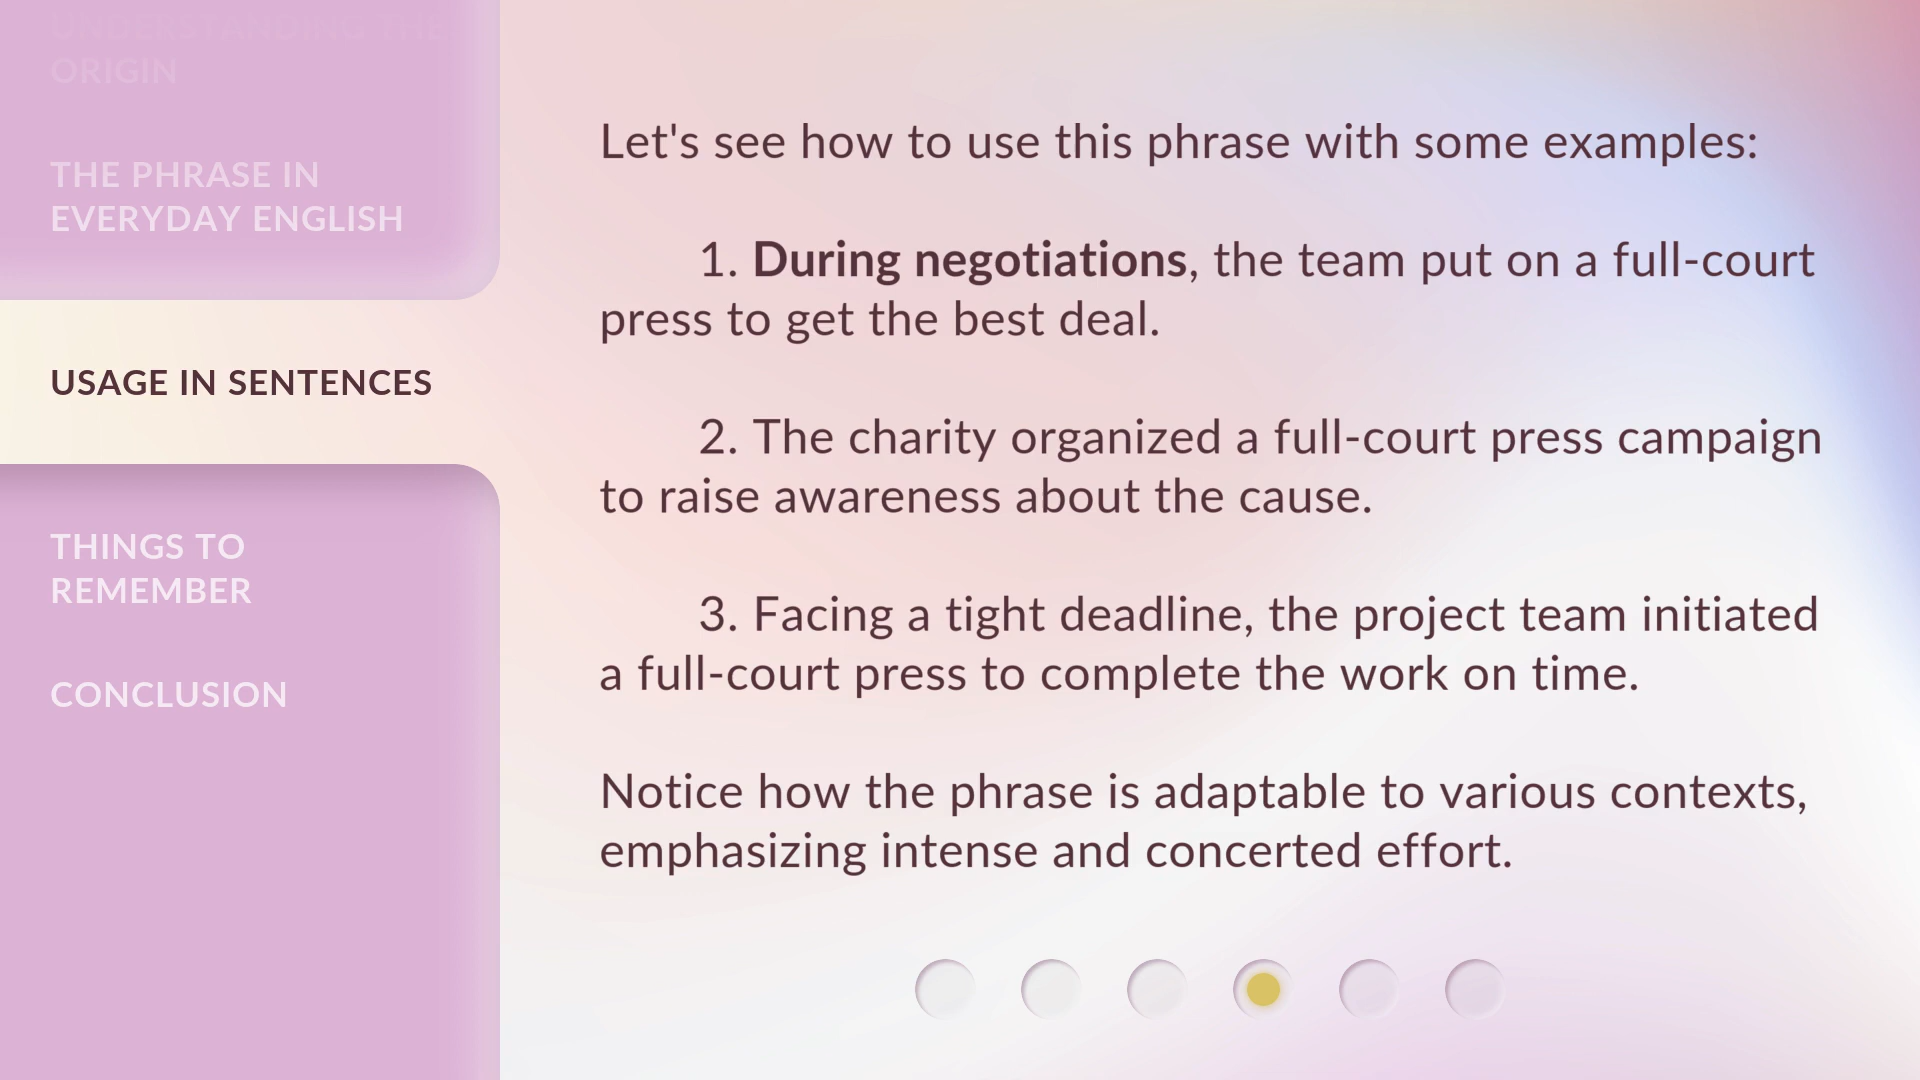 UNDERSTANDING THE
ORIGIN
THE PHRASE IN
EVERYDAY ENGLISH
USAGE IN SENTENCES
THINGS TO
REMEMBER
CONCLUSION
Let's see how to use this phrase with some examples:
1. During negotiations, the team put on a full-court
press to get the best deal.
2. The charity organized a full-court press campaign
to raise awareness about the cause.
3. Facing a tight deadline, the project team initiated
a full-court press to complete the work on time.
Notice how the phrase is adaptable to various contexts,
emphasizing intense and concerted effort.